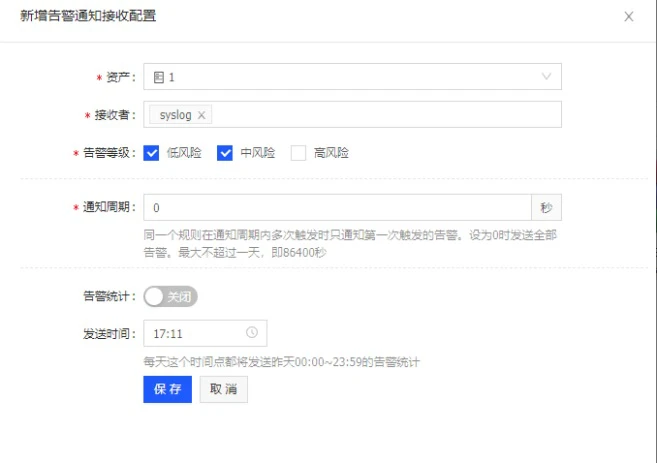 新增告警通知接收配置
* 资产: 1
* 接收者: syslog
* 告警等级: 低风险 中风险 高风险
* 通知周期: 0 秒
同一个规则在通知周期内多次触发时只通知第一次触发的告警。设为0时发送全部
告警。最大不超过一天，即86400秒
告警统计: 关闭
发送时间: 17:11
每天这个时间点都将发送昨天00:00~23:59的告警统计
保存 取消